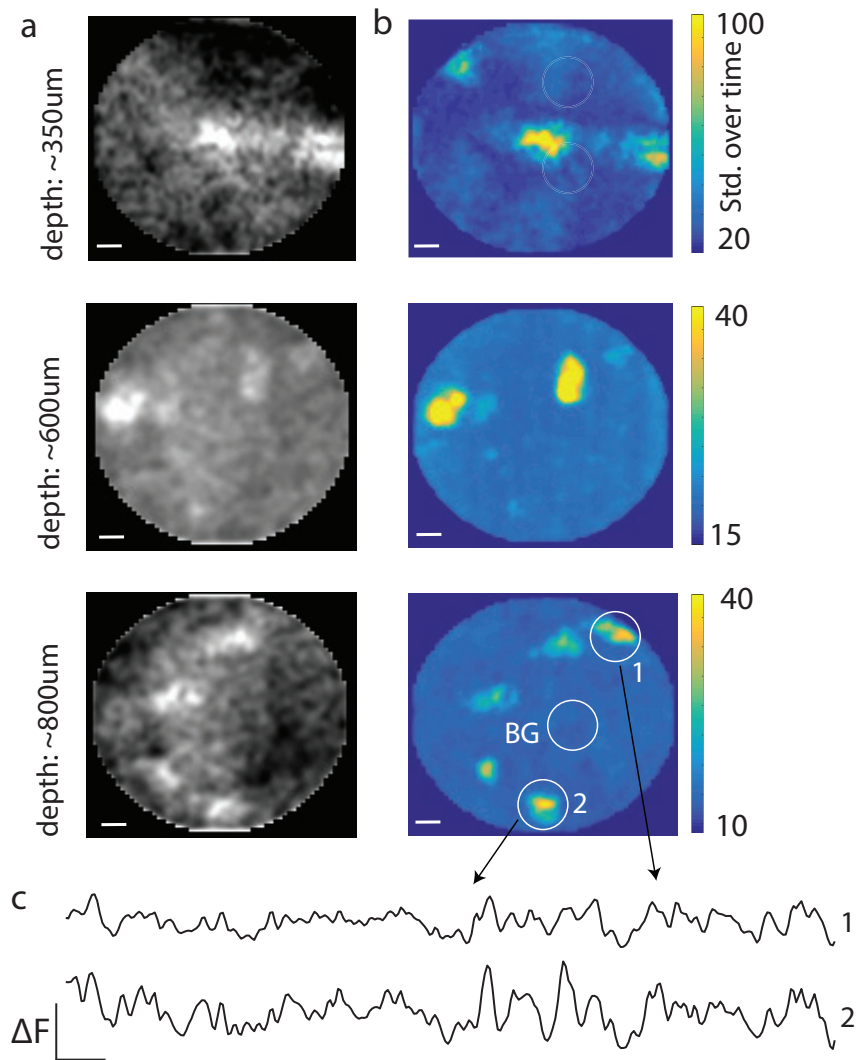 a
b
depth: ~350um
100
Std. over time
20
depth: ~600um
40
15
depth: ~800um
40
1
BG
2
10
c
1
ΔF
2